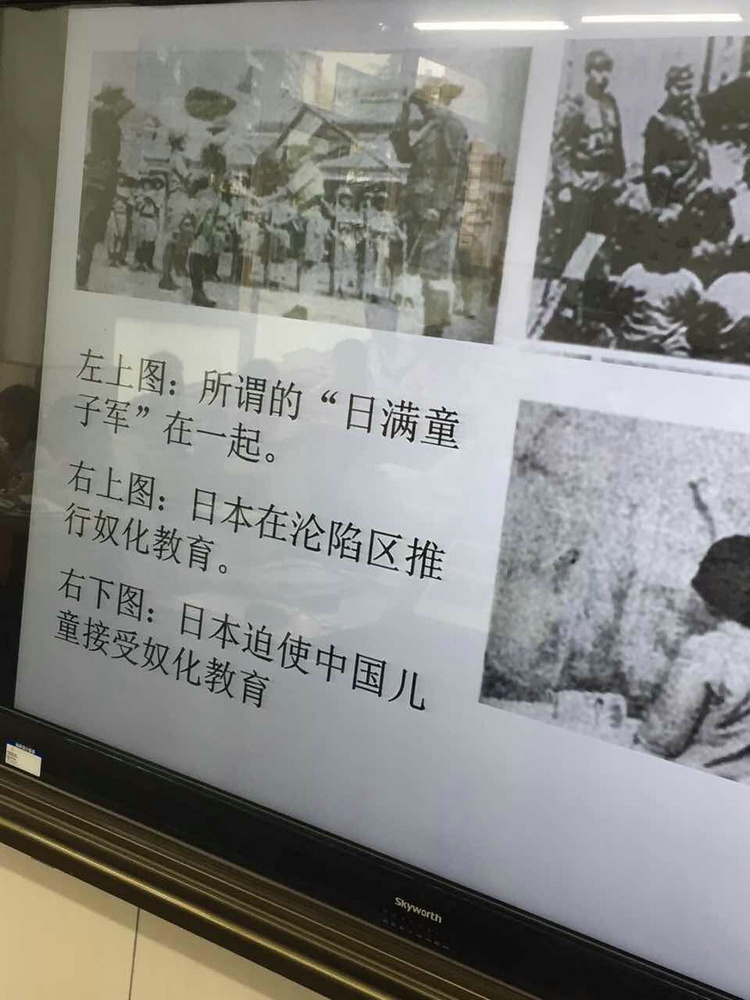 左上图：所谓的“日满童
子军”在一起。
右上图：日本在沦陷区推
行奴化教育。
右下图：日本迫使中国儿
童接受奴化教育
Skyworth